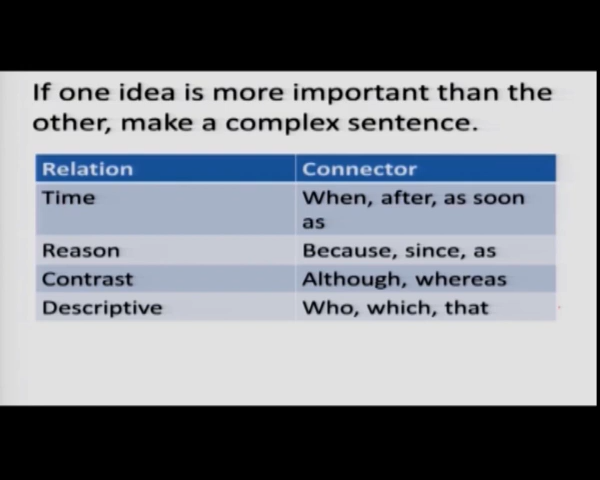 If one idea is more important than the
other, make a complex sentence.
Relation Connector
Time When, after, as soon
as
Reason Because, since, as
Contrast Although, whereas
Descriptive Who, which, that